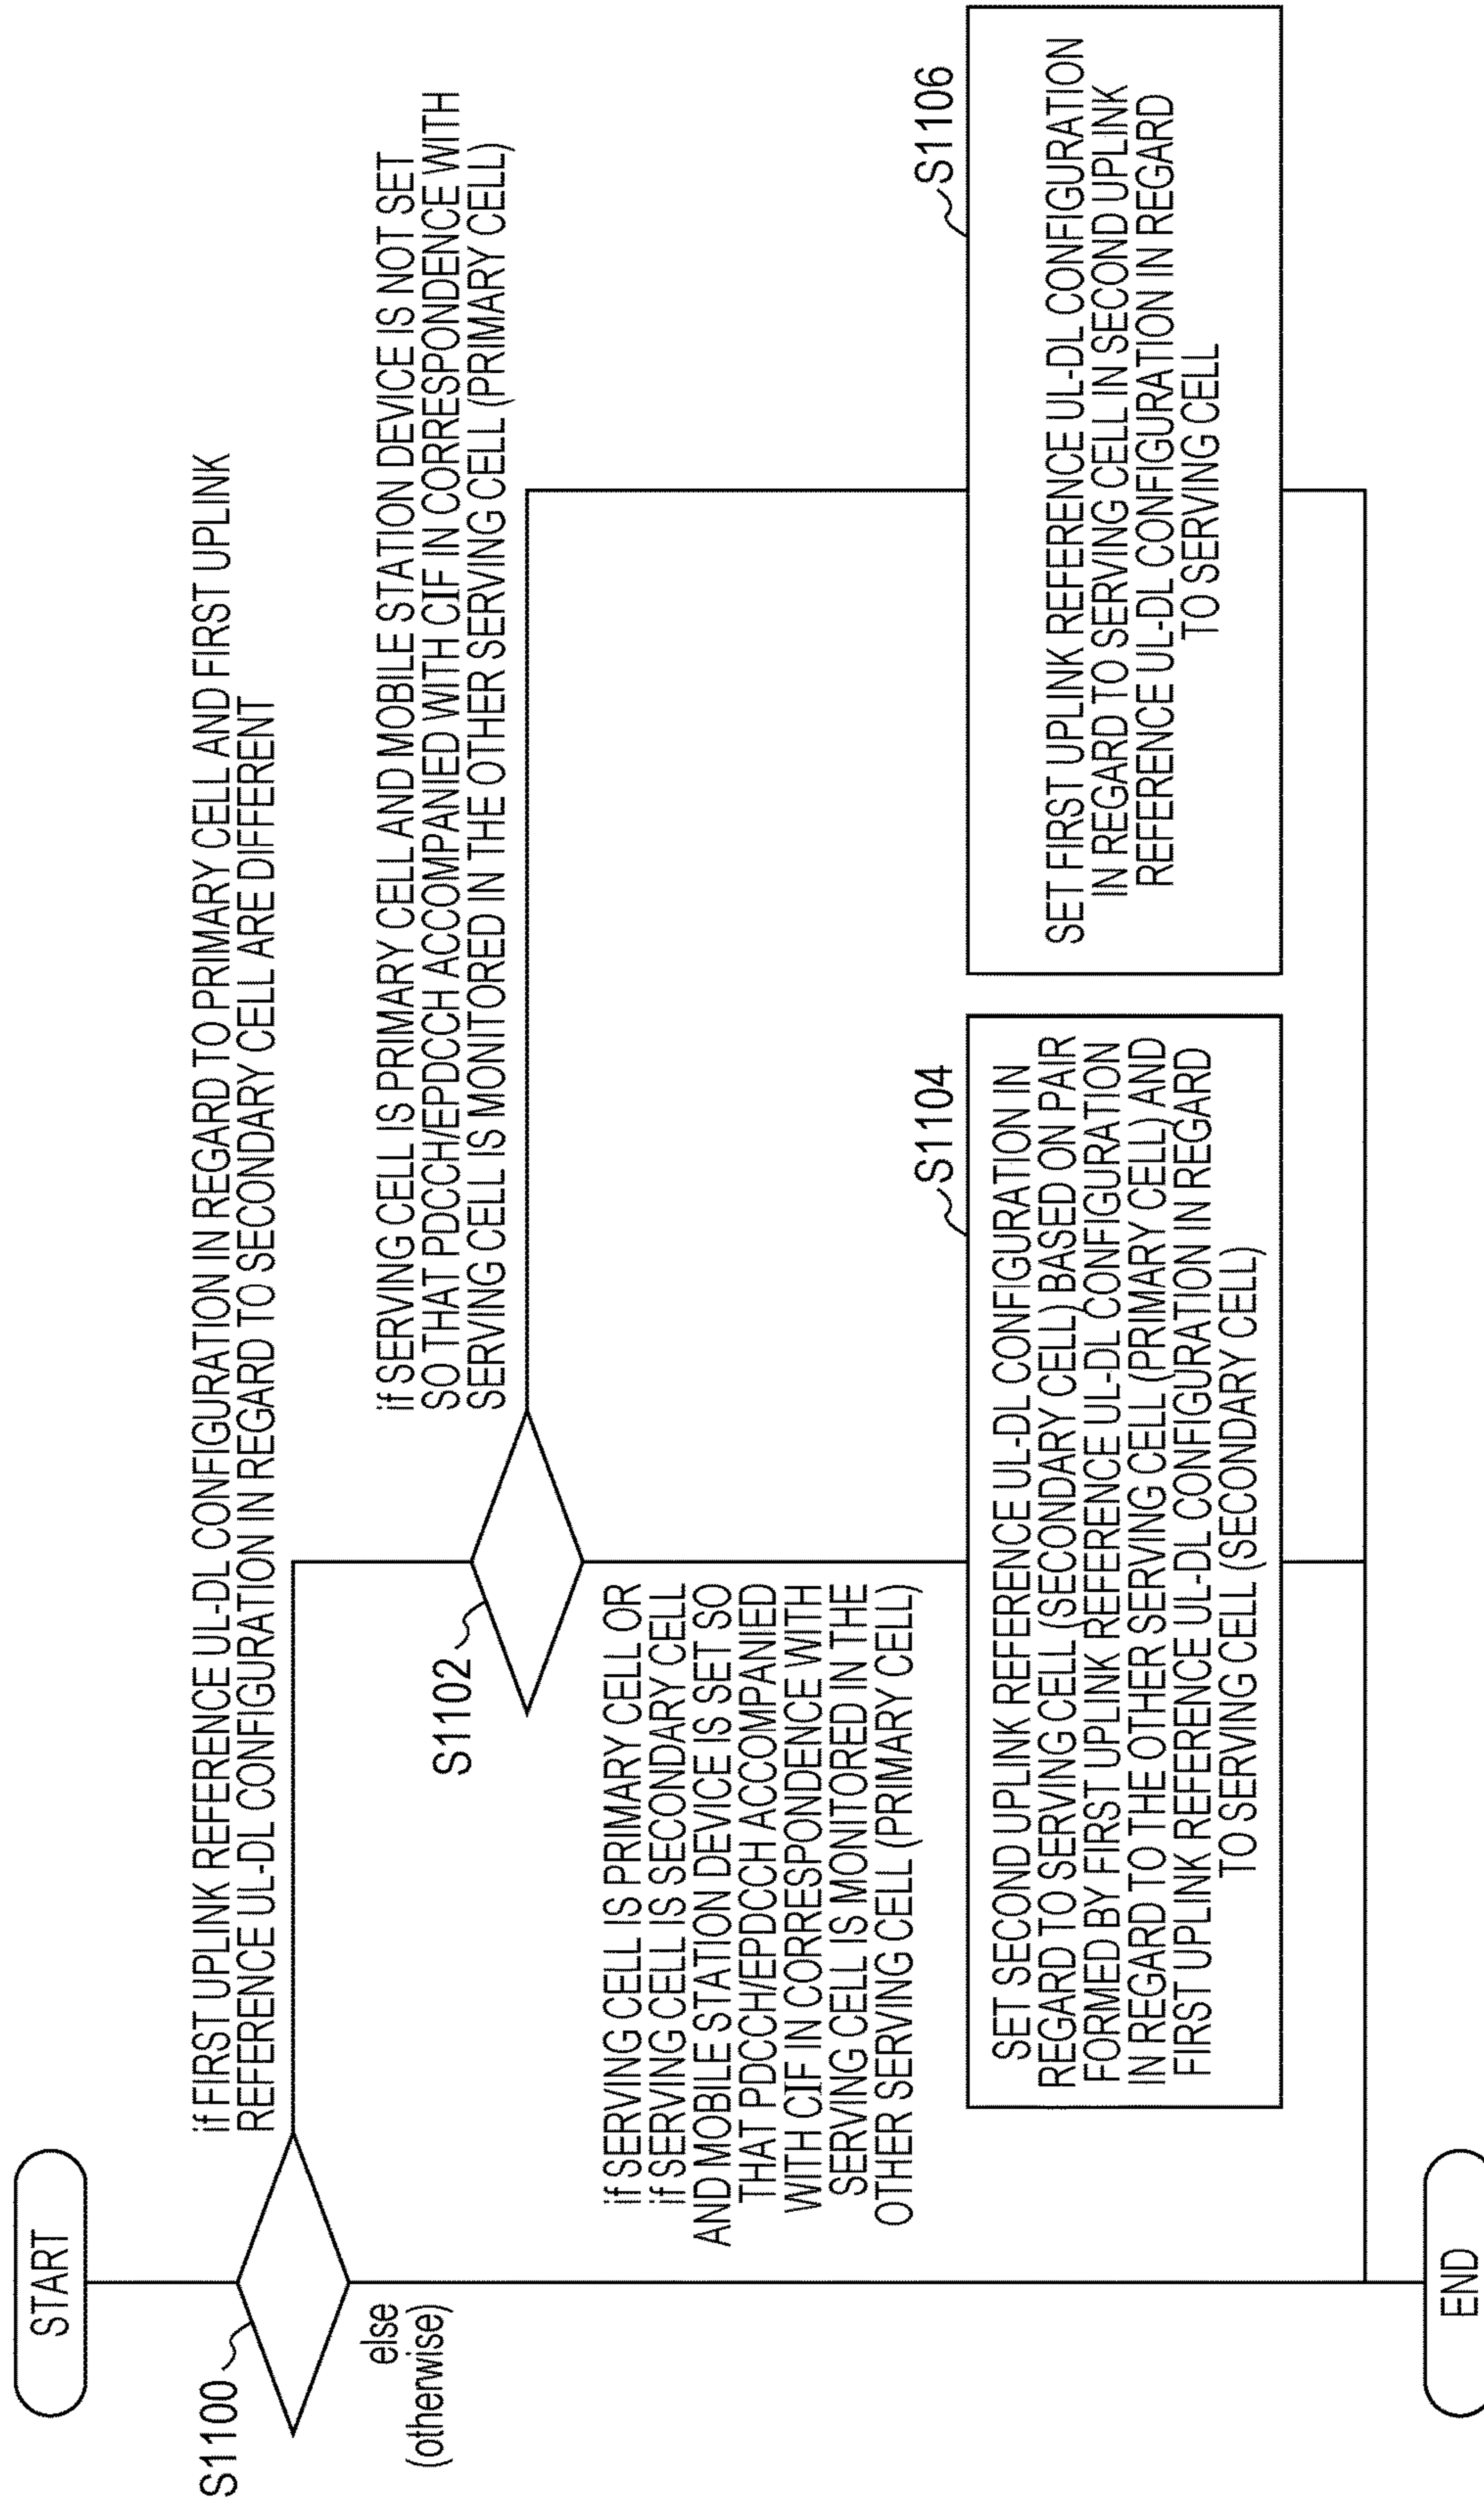 START
S1100
if FIRST UPLINK REFERENCE UL-DL CONFIGURATION IN REGARD TO PRIMARY CELL AND FIRST UPLINK
REFERENCE UL-DL CONFIGURATION IN REGARD TO SECONDARY CELL ARE DIFFERENT
else
(otherwise)
S1102
if SERVING CELL IS PRIMARY CELL AND MOBILE STATION DEVICE IS NOT SET
SO THAT PDCCH/EPDCCH ACCOMPANIED WITH CIF IN CORRESPONDENCE WITH
SERVING CELL IS MONITORED IN THE OTHER SERVING CELL (PRIMARY CELL)
if SERVING CELL IS PRIMARY CELL OR
if SERVING CELL IS SECONDARY CELL
AND MOBILE STATION DEVICE IS SET SO
THAT PDCCH/EPDCCH ACCOMPANIED
WITH CIF IN CORRESPONDENCE WITH
SERVING CELL IS MONITORED IN THE
OTHER SERVING CELL (PRIMARY CELL)
S1104
SET SECOND UPLINK REFERENCE UL-DL CONFIGURATION IN
REGARD TO SERVING CELL (SECONDARY CELL) BASED ON PAIR
FORMED BY FIRST UPLINK REFERENCE UL-DL CONFIGURATION
IN REGARD TO THE OTHER SERVING CELL (PRIMARY CELL) AND
FIRST UPLINK REFERENCE UL-DL CONFIGURATION IN REGARD
TO SERVING CELL (SECONDARY CELL)
S1106
SET FIRST UPLINK REFERENCE UL-DL CONFIGURATION
IN REGARD TO SERVING CELL IN SECOND UPLINK
REFERENCE UL-DL CONFIGURATION IN REGARD
TO SERVING CELL
END